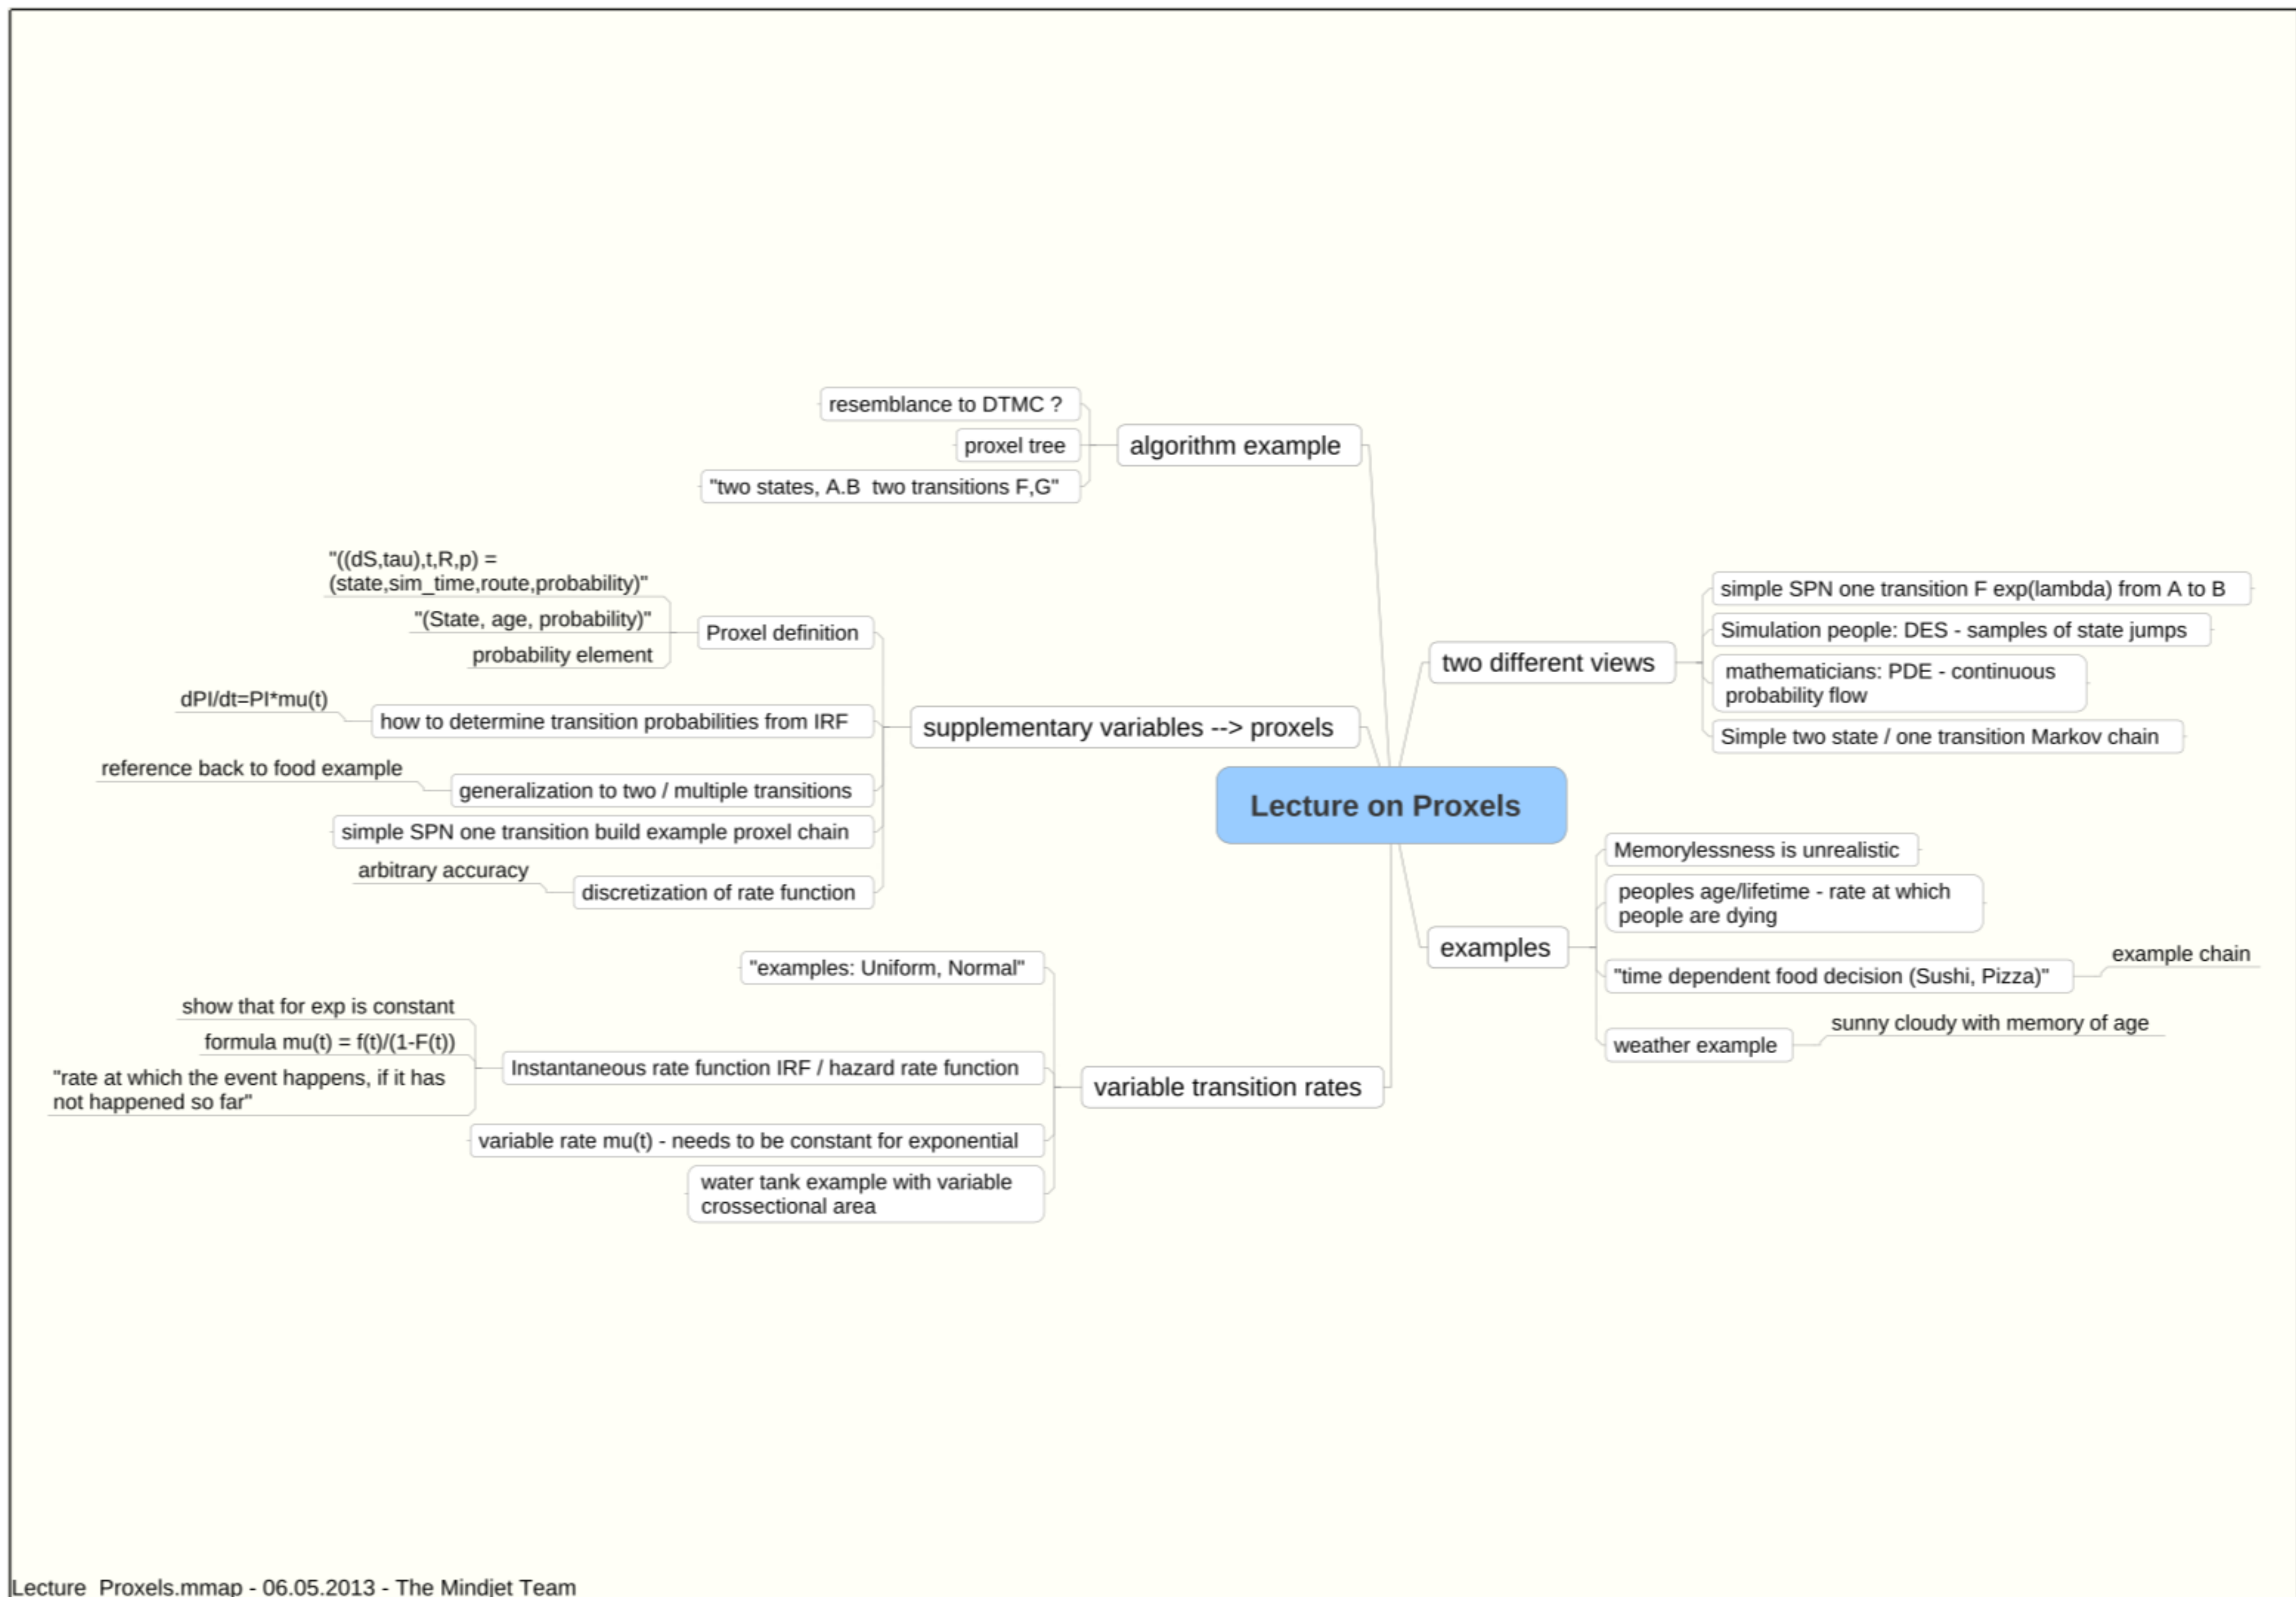 resemblance to DTMC ?
proxel tree
"two states, A.B  two transitions F,G"
algorithm example
"((dS,tau),t,R,p) =
(state,sim_time,route,probability)"
"(State, age, probability)"
probability element
Proxel definition
dPI/dt=PI*mu(t)
how to determine transition probabilities from IRF
supplementary variables --> proxels
reference back to food example
generalization to two / multiple transitions
simple SPN one transition build example proxel chain
arbitrary accuracy
discretization of rate function
"examples: Uniform, Normal"
show that for exp is constant
formula mu(t) = f(t)/(1-F(t))
"rate at which the event happens, if it has
not happened so far"
Instantaneous rate function IRF / hazard rate function
variable transition rates
variable rate mu(t) - needs to be constant for exponential
water tank example with variable
crossectional area
Lecture on Proxels
two different views
simple SPN one transition F exp(lambda) from A to B
Simulation people: DES - samples of state jumps
mathematicians: PDE - continuous
probability flow
Simple two state / one transition Markov chain
examples
Memorylessness is unrealistic
peoples age/lifetime - rate at which
people are dying
"time dependent food decision (Sushi, Pizza)"
example chain
weather example
sunny cloudy with memory of age
Lecture  Proxels.mmap - 06.05.2013 - The Mindjet Team